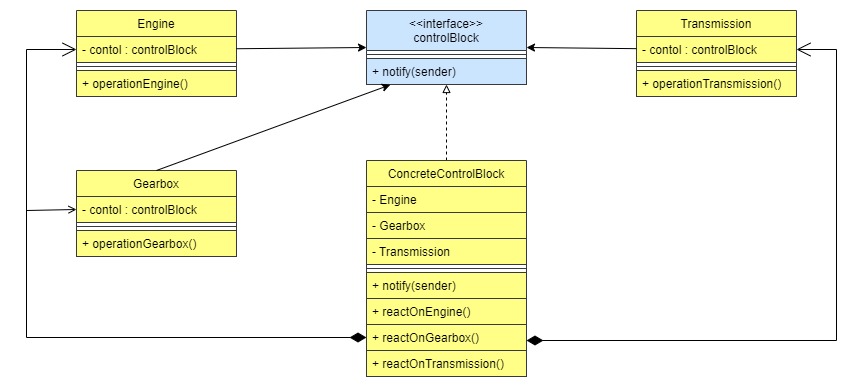 Engine
- contol : controlBlock
+ operationEngine()
<<interface>>
controlBlock
+ notify(sender)
Transmission
- contol : controlBlock
+ operationTransmission()
Gearbox
- contol : controlBlock
+ operationGearbox()
ConcreteControlBlock
- Engine
- Gearbox
- Transmission
+ notify(sender)
+ reactOnEngine()
+ reactOnGearbox()
+ reactOnTransmission()